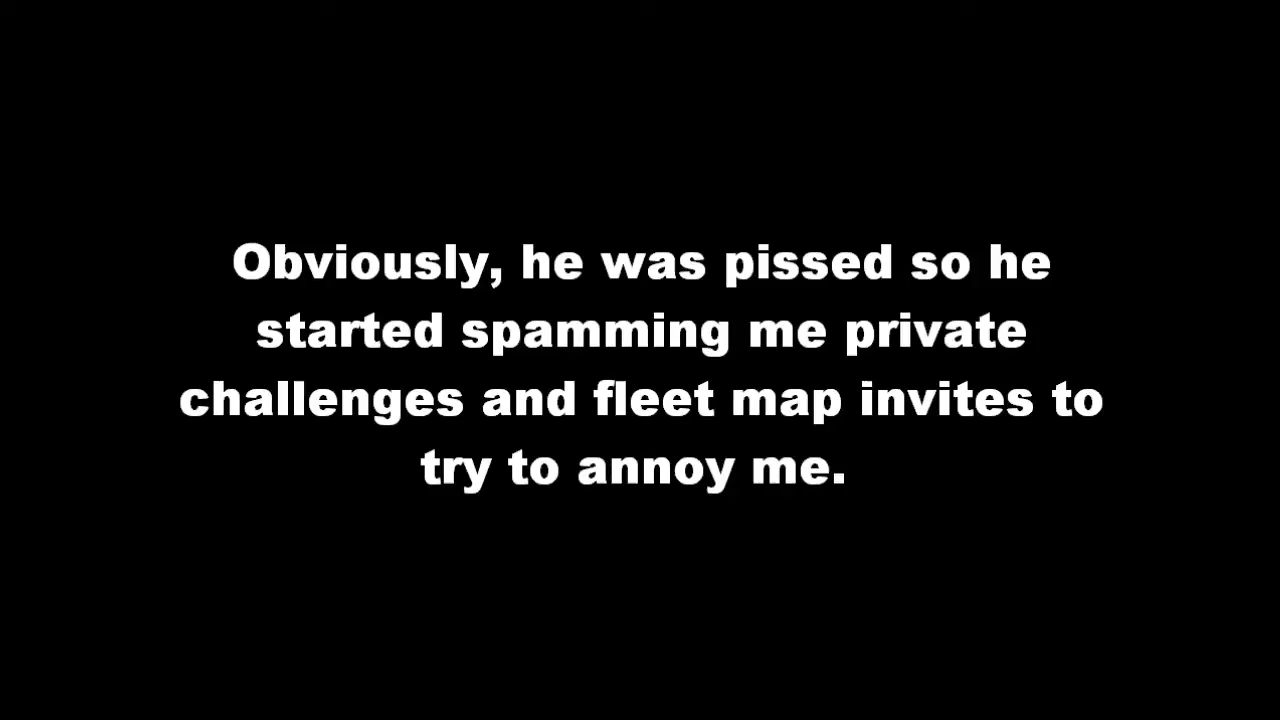 Obviously, he was pissed so he
started spamming me private
challenges and fleet map invites to
try to annoy me.